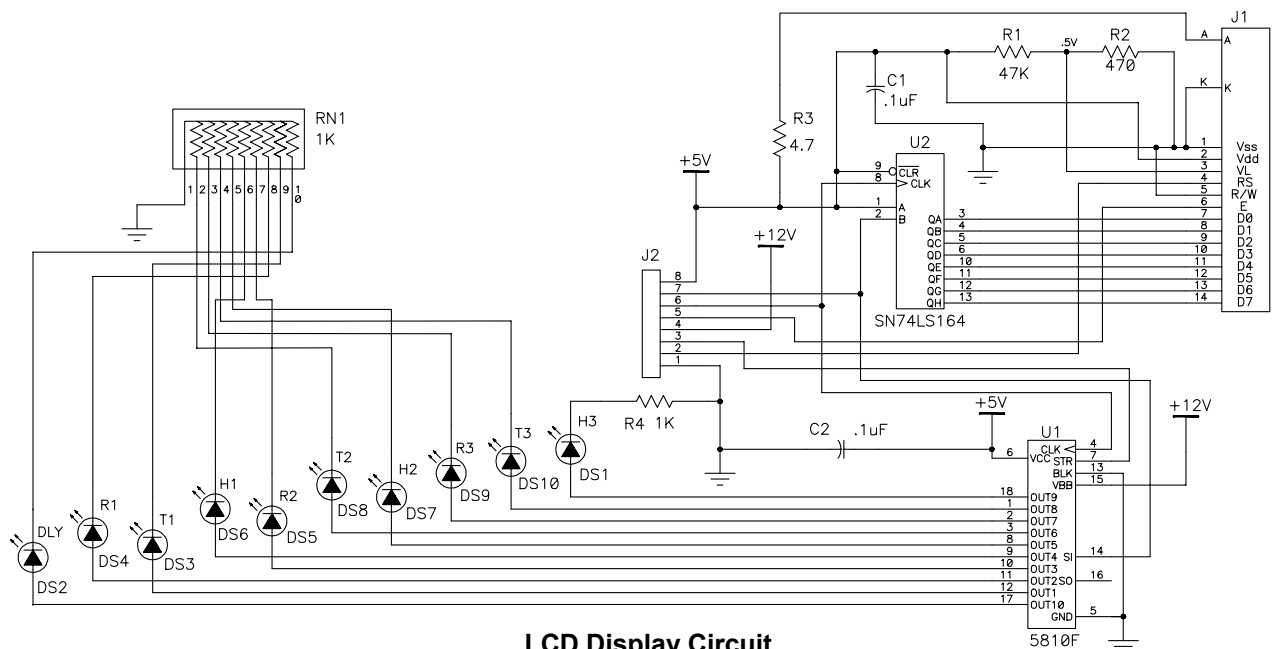 J1
R1
R2
A
A
.5V
47K
470
C1
.1uF
K
K
RN1
1K
R3
4.7
U2
+5V
9
CLR
8
CLK
1
A
2
B
QA
3
QB
4
QC
5
QD
6
QE
10
QF
11
QG
12
QH
13
SN74LS164
1
Vss
2
Vdd
3
VL
4
RS
5
R/W
6
E
7
D0
8
D1
9
D2
10
D3
11
D4
12
D5
13
D6
14
D7
1
2
3
4
5
6
7
8
9
10
+12V
J2
8
7
6
5
4
3
2
1
R4 1K
C2
.1uF
+5V
+12V
U1
6
VCC
CLK
4
STR
7
BLK
13
VBB
15
18
OUT9
1
OUT8
2
OUT7
3
OUT6
8
OUT5
9
OUT4
SI
14
10
OUT3
11
OUT2
SO
16
12
OUT1
17
OUT10
GND
5
5810F
H3
DS1
T3
DS10
R3
DS9
H2
DS7
T2
DS8
R2
DS5
H1
DS6
T1
DS3
R1
DS4
DLY
DS2
LCD Display Circuit